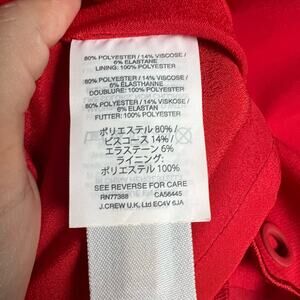 80% POLYESTER / 14% VISCOSE /
6% ELASTANE
LINING: 100% POLYESTER
80% POLYESTER / 14% VISCOSE /
6% ELASTHANNE
DOUBLURE: 100% POLYESTER
80% POLYESTER / 14% VISCOSE /
6% ELASTAN
FUTTER: 100% POLYESTER
ポリエステル 80% /
ビスコース 14% /
エラステーン 6%
ライニング:
ポリエステル 100%
SEE REVERSE FOR CARE
RN77388 CA56445
J.CREW U.K. Ltd EC4V 6JA